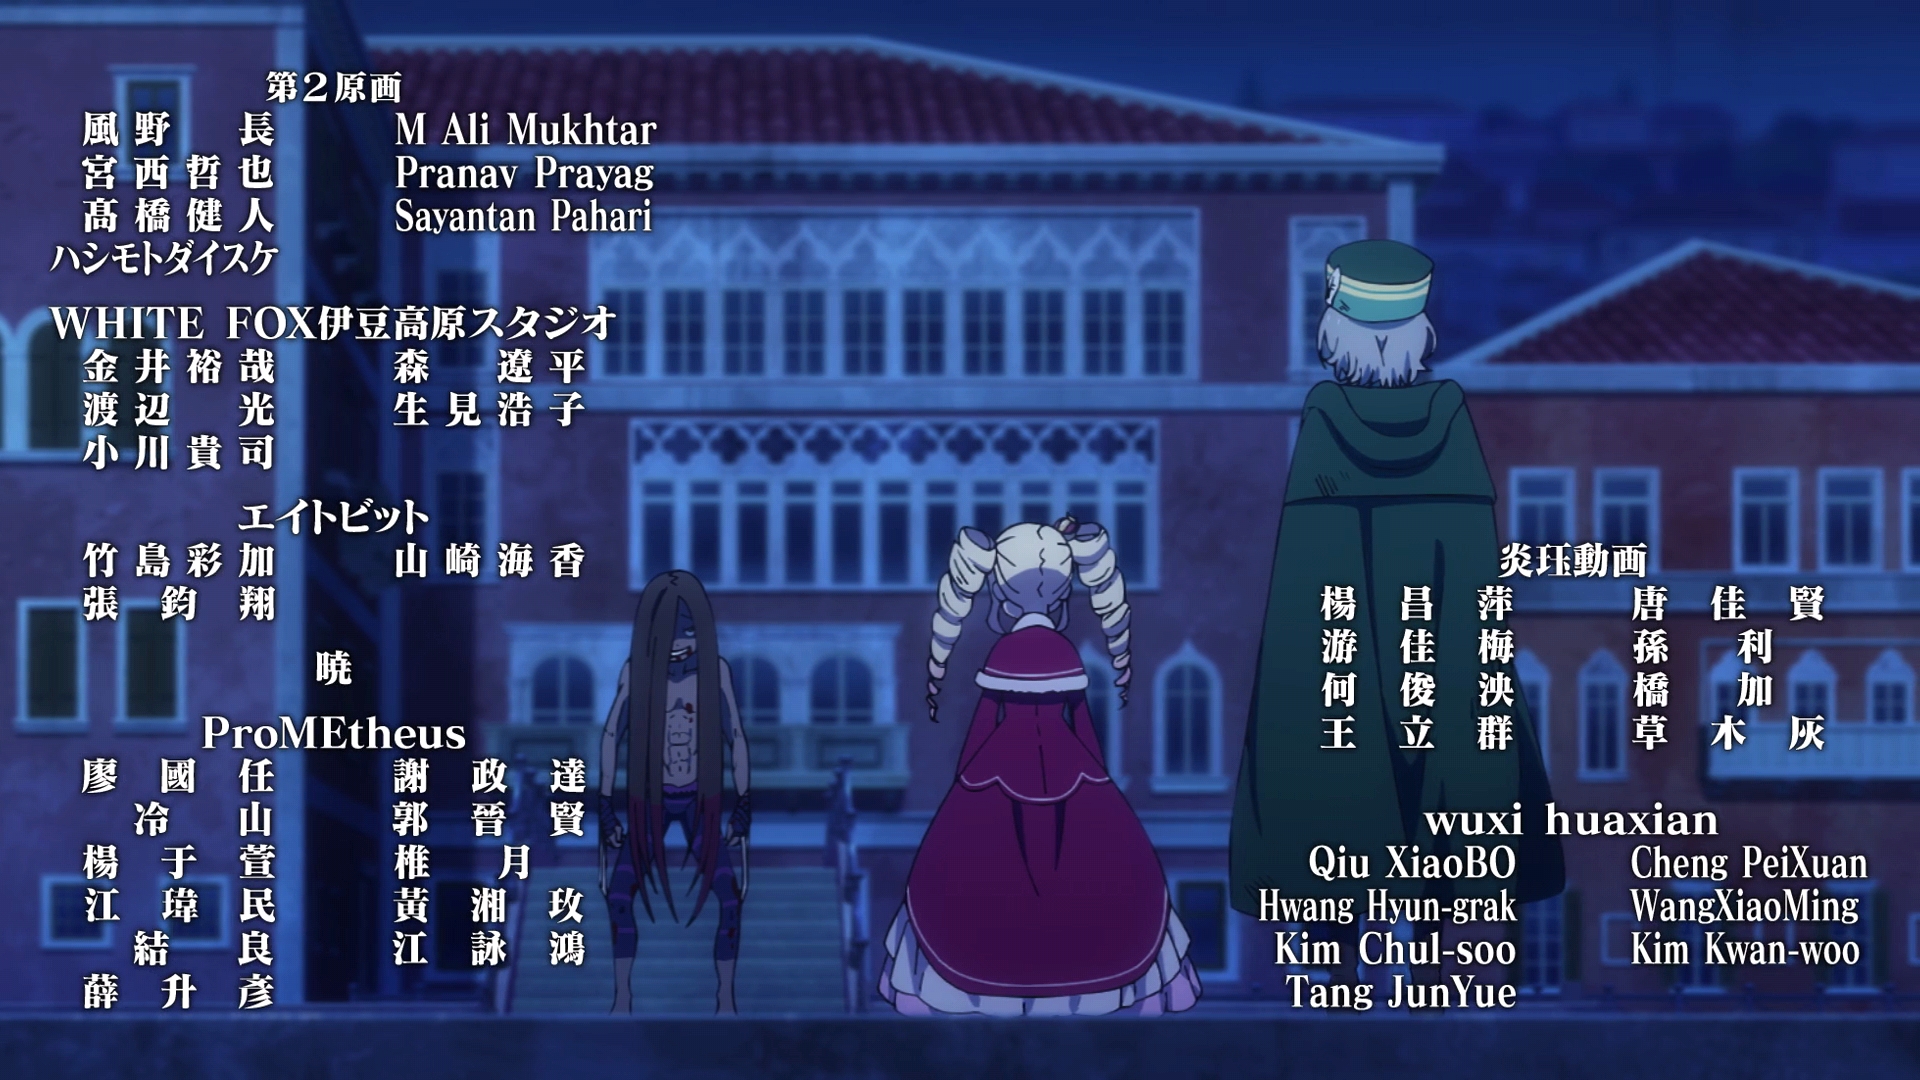 第2原画
風野長 M Ali Mukhtar
宮西哲也 Pranav Prayag
髙橋健人 Sayantan Pahari
ハシモトダイスケ
WHITE FOX伊豆高原スタジオ
金井裕哉 森遼平
渡辺光 生見浩子
小川貴司
エイトビット
竹島彩加 山崎海香
張鈞翔
暁
ProMEtheus
廖國任 謝政達
冷山 郭晉賢
楊于萱 椎月
江瑋民 黃湘玫
結良 江詠鴻
薛升彥
炎珏動画
楊昌萍 唐佳賢
游佳梅 孫利
何俊泱 橋加
王立群 草木灰
wuxi huaxian
Qiu XiaoBO Cheng PeiXuan
Hwang Hyun-grak WangXiaoMing
Kim Chul-soo Kim Kwan-woo
Tang JunYue